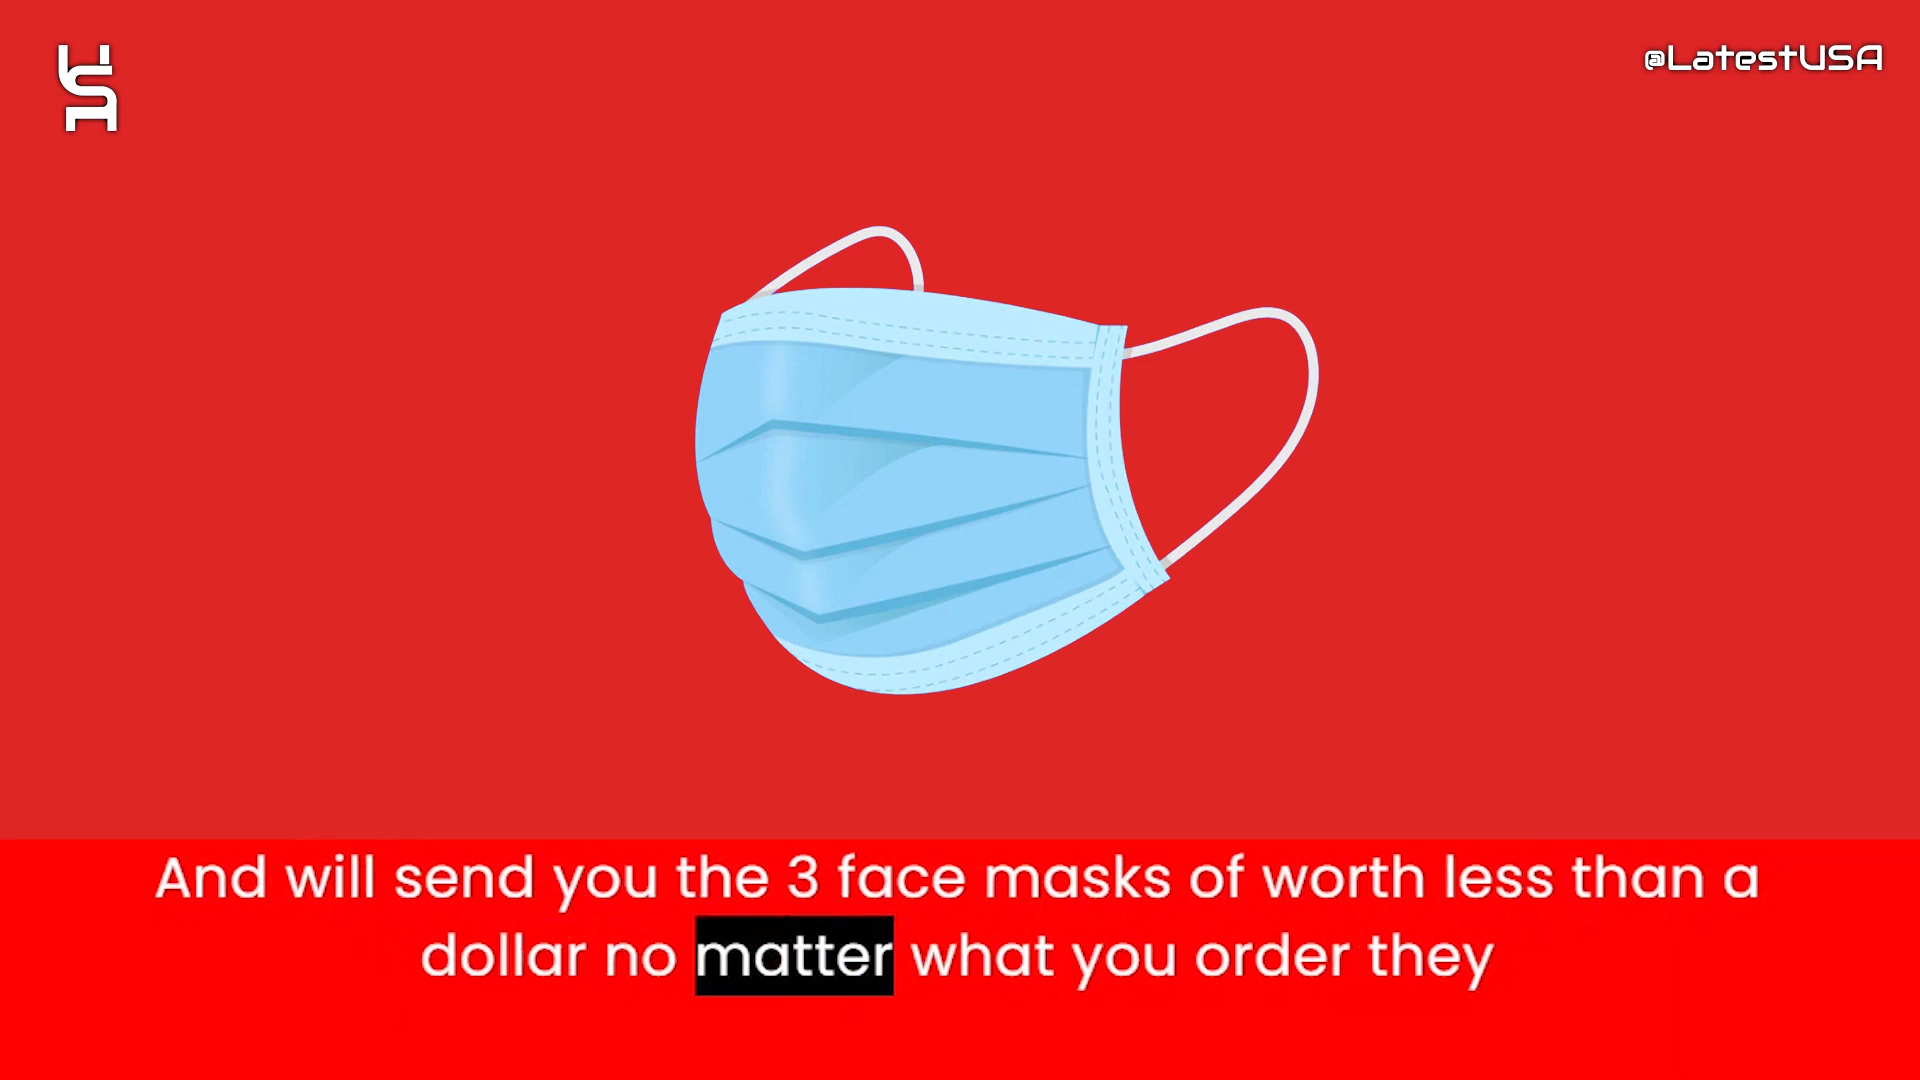 USA
@LatestUSA
And will send you the 3 face masks of worth less than a
dollar no matter what you order they